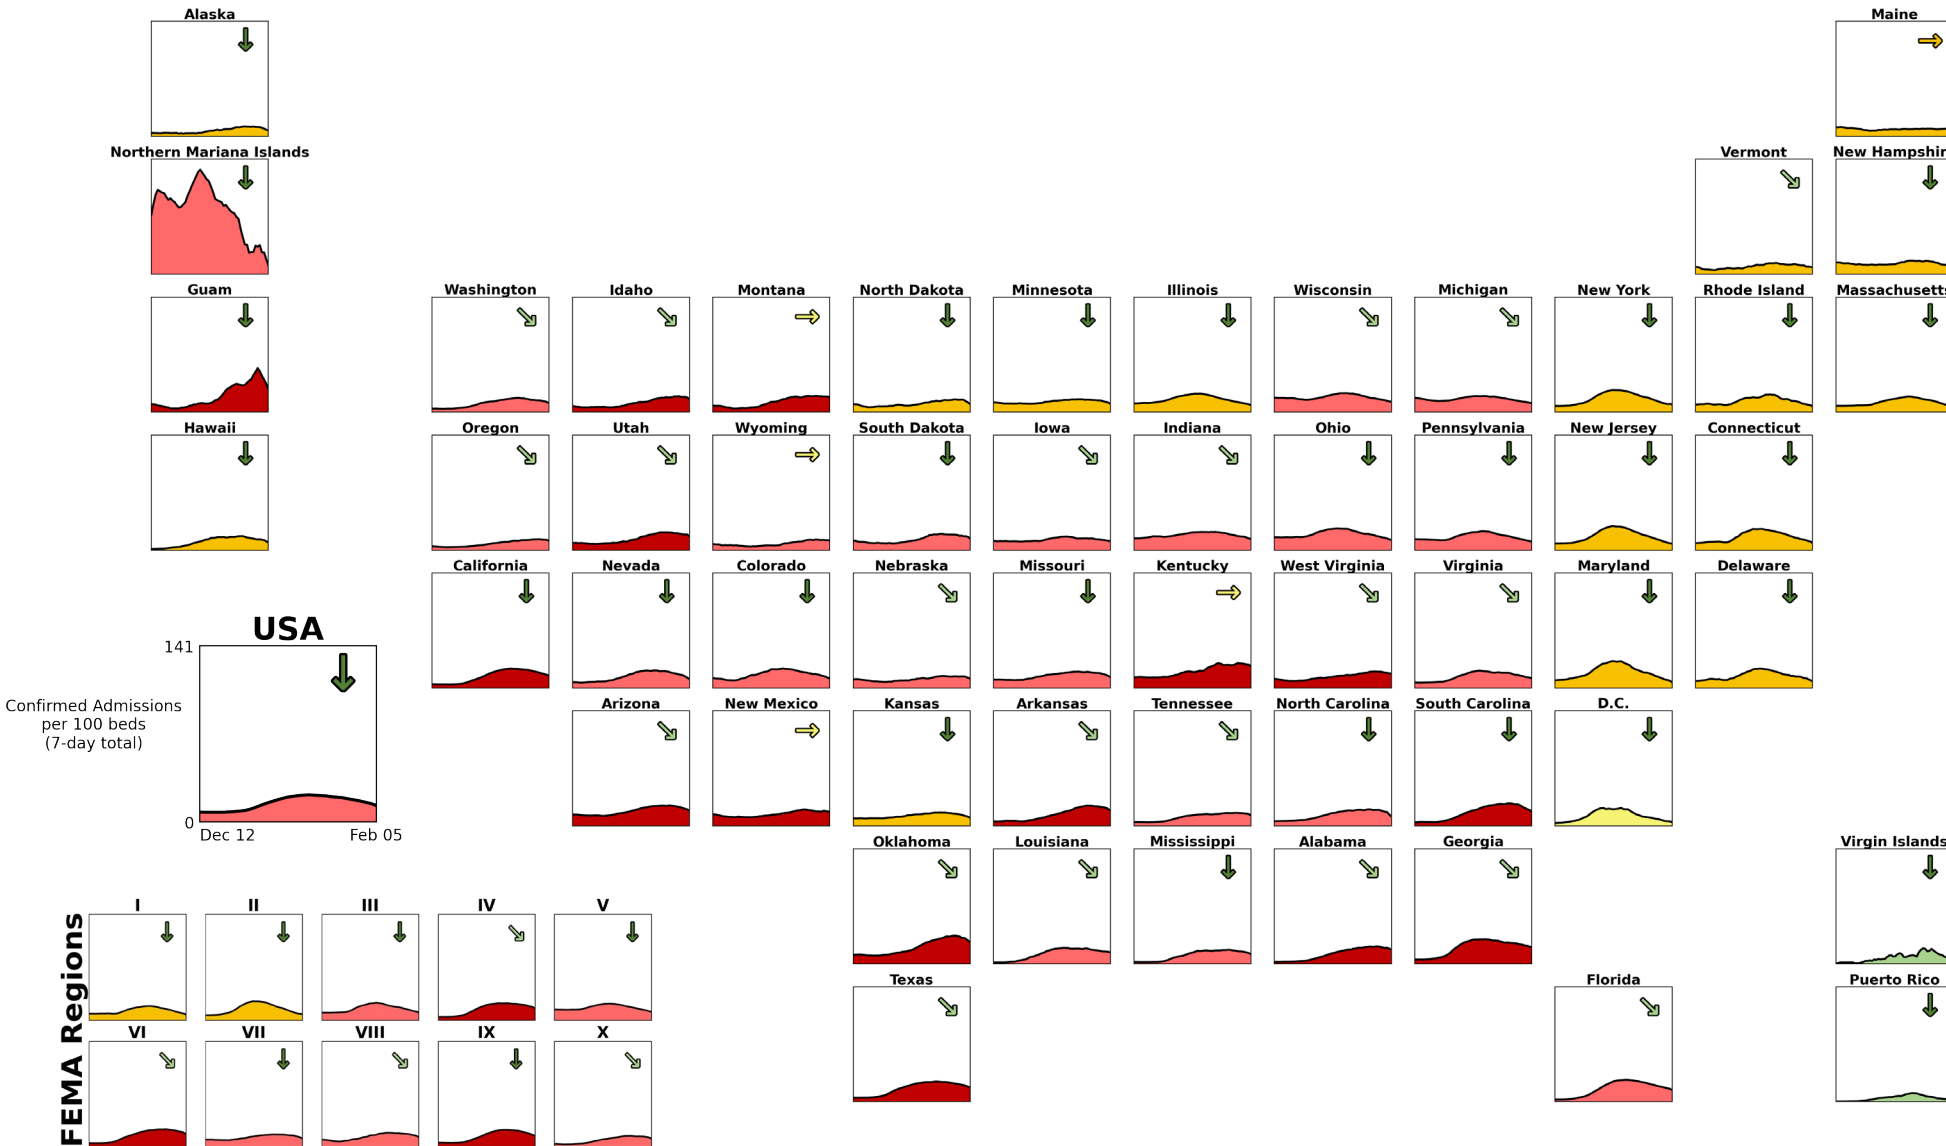 Alaska
Maine
Northern Mariana Islands
Vermont
New Hampshir
Guam
Washington
Idaho
Montana
North Dakota
Minnesota
Illinois
Wisconsin
Michigan
New York
Rhode Island
Massachusetts
Hawaii
Oregon
Utah
Wyoming
South Dakota
Iowa
Indiana
Ohio
Pennsylvania
New Jersey
Connecticut
California
Nevada
Colorado
Nebraska
Missouri
Kentucky
West Virginia
Virginia
Maryland
Delaware
USA
141
Confirmed Admissions
per 100 beds
(7-day total)
0
Dec 12
Feb 05
Arizona
New Mexico
Kansas
Arkansas
Tennessee
North Carolina
South Carolina
D.C.
Oklahoma
Louisiana
Mississippi
Alabama
Georgia
Virgin Islands
Texas
Florida
Puerto Rico
FEMA Regions
I
II
III
IV
V
VI
VII
VIII
IX
X